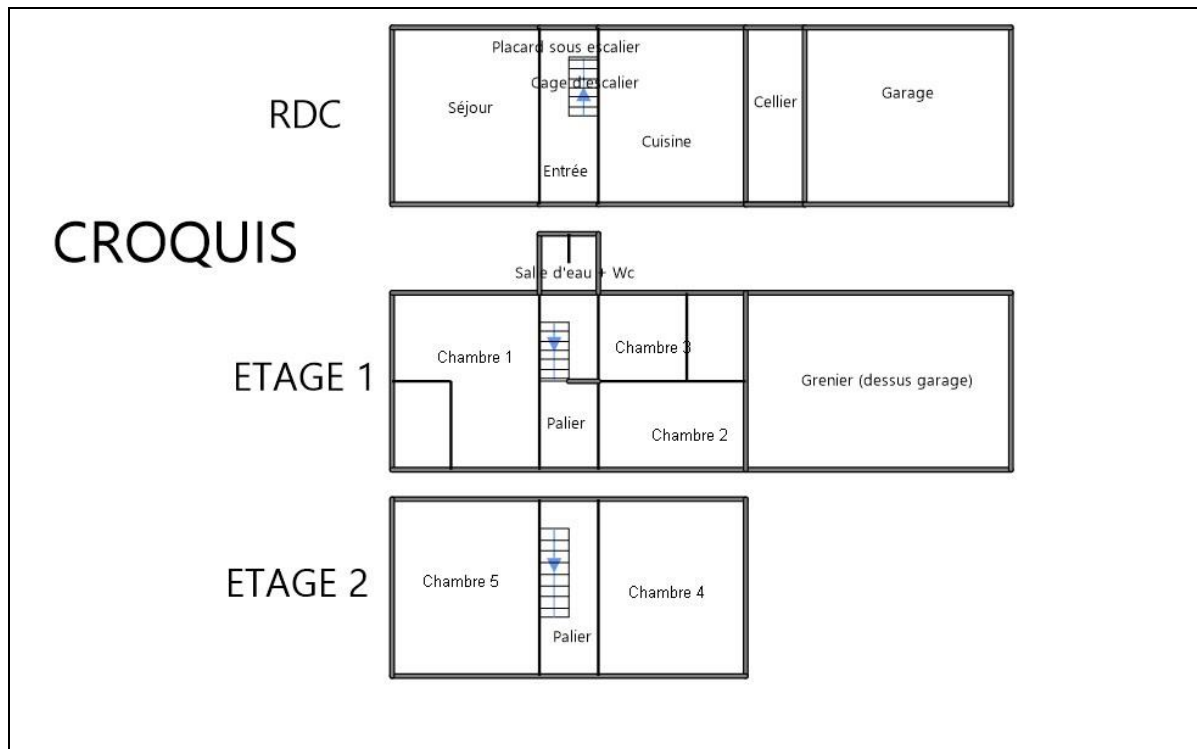 CROQUIS
RDC
Placard sous escalier
Cage d'escalier
Séjour
Entrée
Cuisine
Cellier
Garage
ETAGE 1
Salle d'eau + Wc
Chambre 1
Chambre 3
Palier
Chambre 2
Grenier (dessus garage)
ETAGE 2
Chambre 5
Chambre 4
Palier